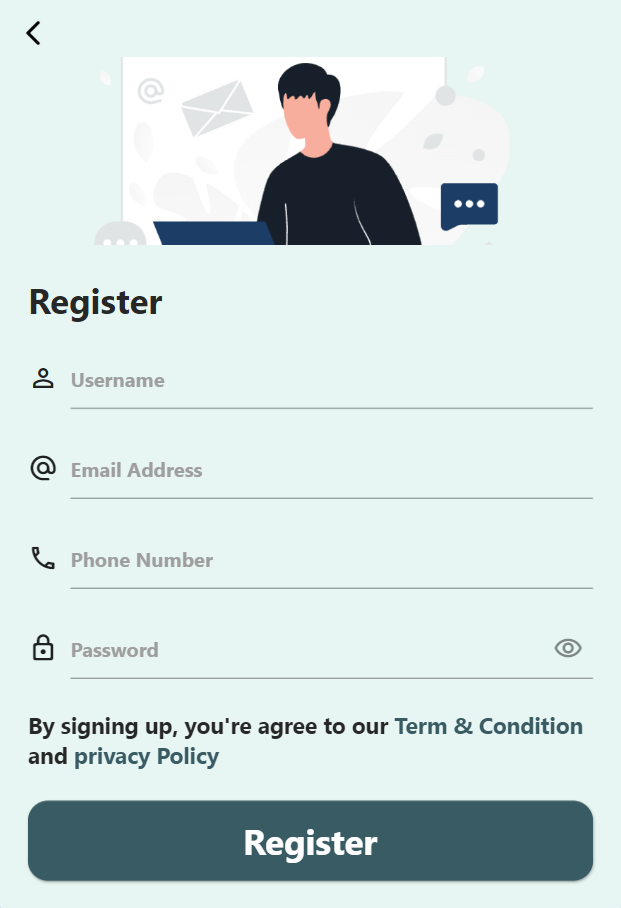 Register
Username
Email Address
Phone Number
Password
By signing up, you're agree to our Term & Condition
and privacy Policy
Register